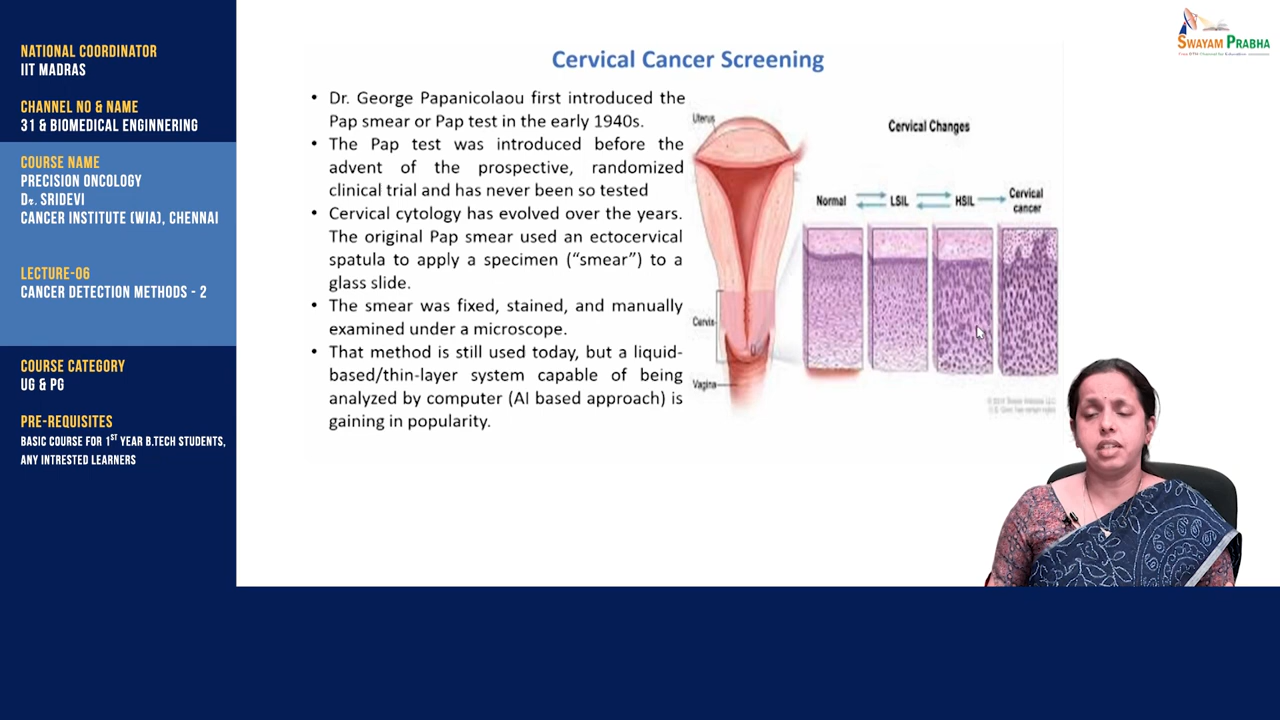 NATIONAL COORDINATOR
IIT MADRAS
CHANNEL NO & NAME
31 & BIOMEDICAL ENGINNERING
COURSE NAME
PRECISION ONCOLOGY
Dr. SRIDEVI
CANCER INSTITUTE (WIA), CHENNAI
LECTURE-06
CANCER DETECTION METHODS - 2
COURSE CATEGORY
UG & PG
PRE-REQUISITES
BASIC COURSE FOR 1ST YEAR B.TECH STUDENTS,
ANY INTRESTED LEARNERS
Cervical Cancer Screening
• Dr. George Papanicolaou first introduced the
Pap smear or Pap test in the early 1940s.
• The Pap test was introduced before the
advent of the prospective, randomized
clinical trial and has never been so tested
• Cervical cytology has evolved over the years.
The original Pap smear used an ectocervical
spatula to apply a specimen (“smear”) to a
glass slide.
• The smear was fixed, stained, and manually
examined under a microscope.
• That method is still used today, but a liquid-
based/thin-layer system capable of being
analyzed by computer (AI based approach) is
gaining in popularity.
Uterus
Cervix
Vagina
Cervical Changes
Normal
LSIL
HSIL
Cervical
cancer
SWAYAM PRABHA